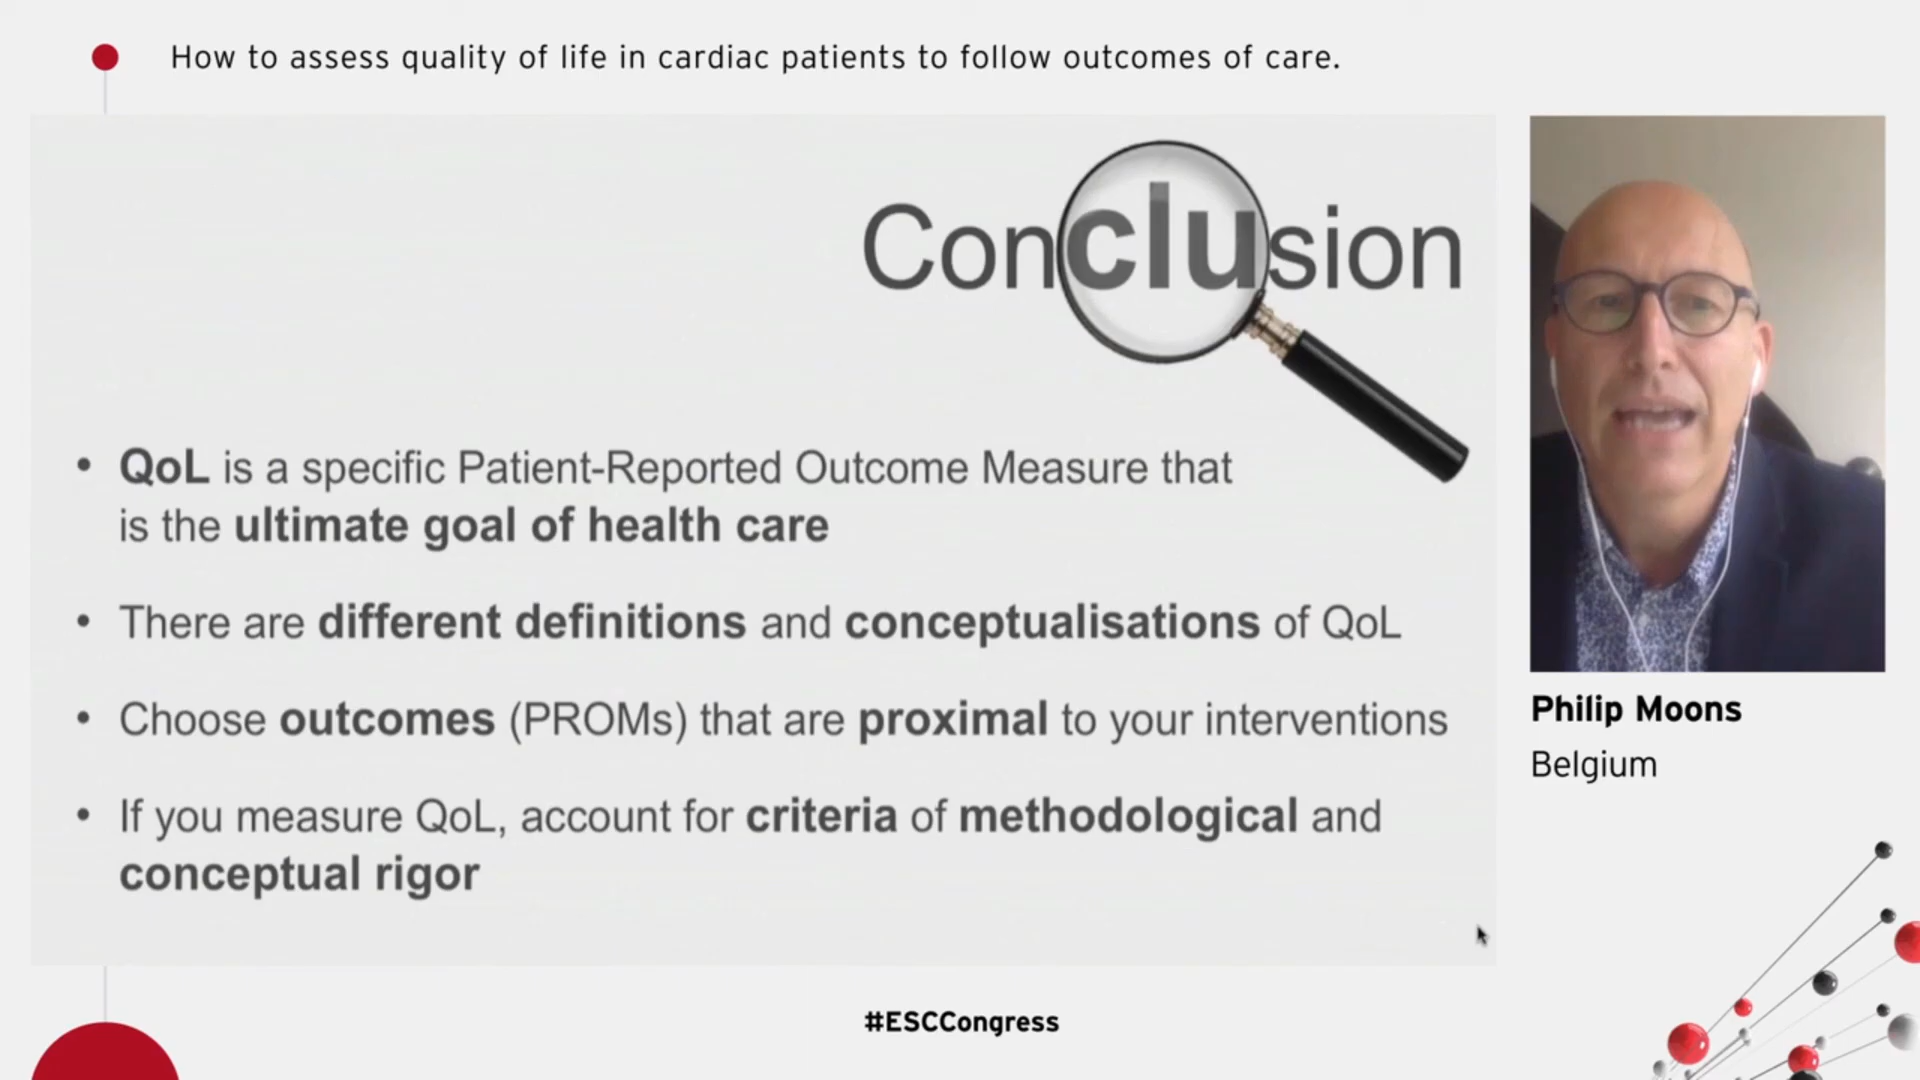 How to assess quality of life in cardiac patients to follow outcomes of care.
Conclusion
• QoL is a specific Patient-Reported Outcome Measure that
is the ultimate goal of health care
• There are different definitions and conceptualisations of QoL
• Choose outcomes (PROMs) that are proximal to your interventions
• If you measure QoL, account for criteria of methodological and
conceptual rigor
Philip Moons
Belgium
#ESCCongress